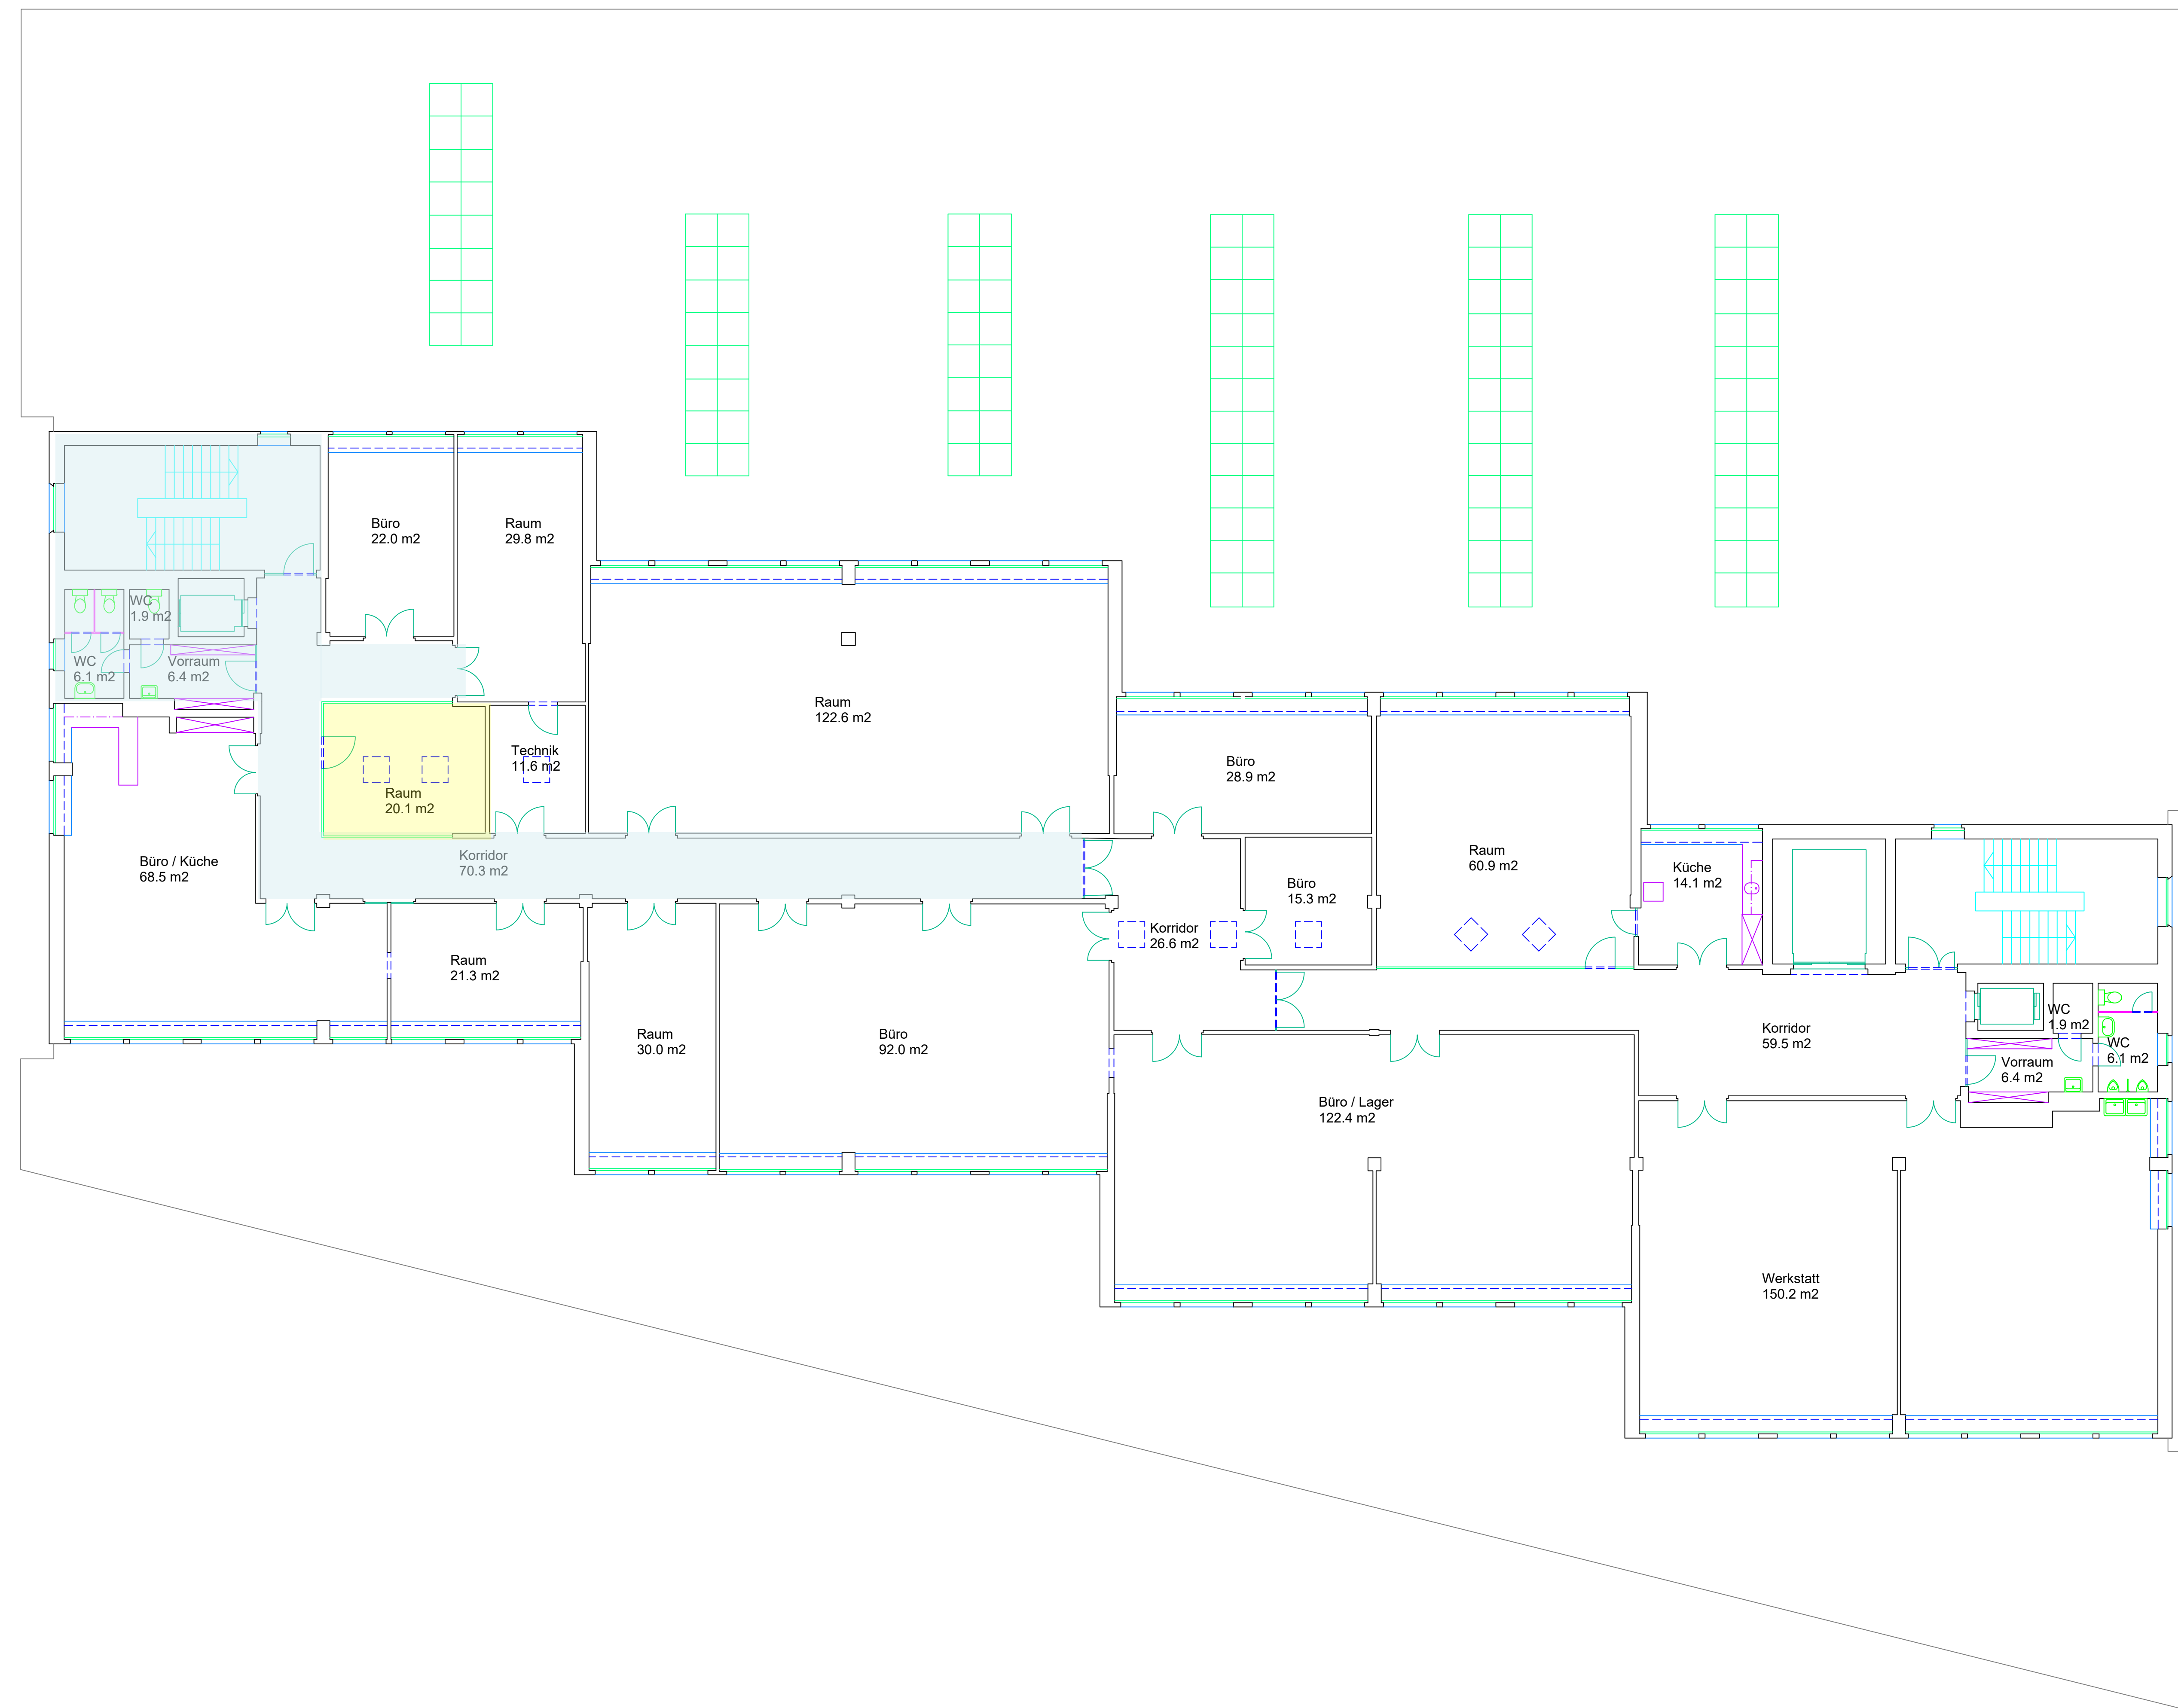 Büro
22.0 m2
Raum
29.8 m2
WC
1.9 m2
WC
6.1 m2
Vorraum
6.4 m2
Raum
122.6 m2
Technik
11.6 m2
Raum
20.1 m2
Büro
28.9 m2
Büro / Küche
68.5 m2
Korridor
70.3 m2
Raum
60.9 m2
Küche
14.1 m2
Büro
15.3 m2
Korridor
26.6 m2
Raum
21.3 m2
Raum
30.0 m2
Büro
92.0 m2
Korridor
59.5 m2
WC
1.9 m2
WC
6.1 m2
Vorraum
6.4 m2
Büro / Lager
122.4 m2
Werkstatt
150.2 m2